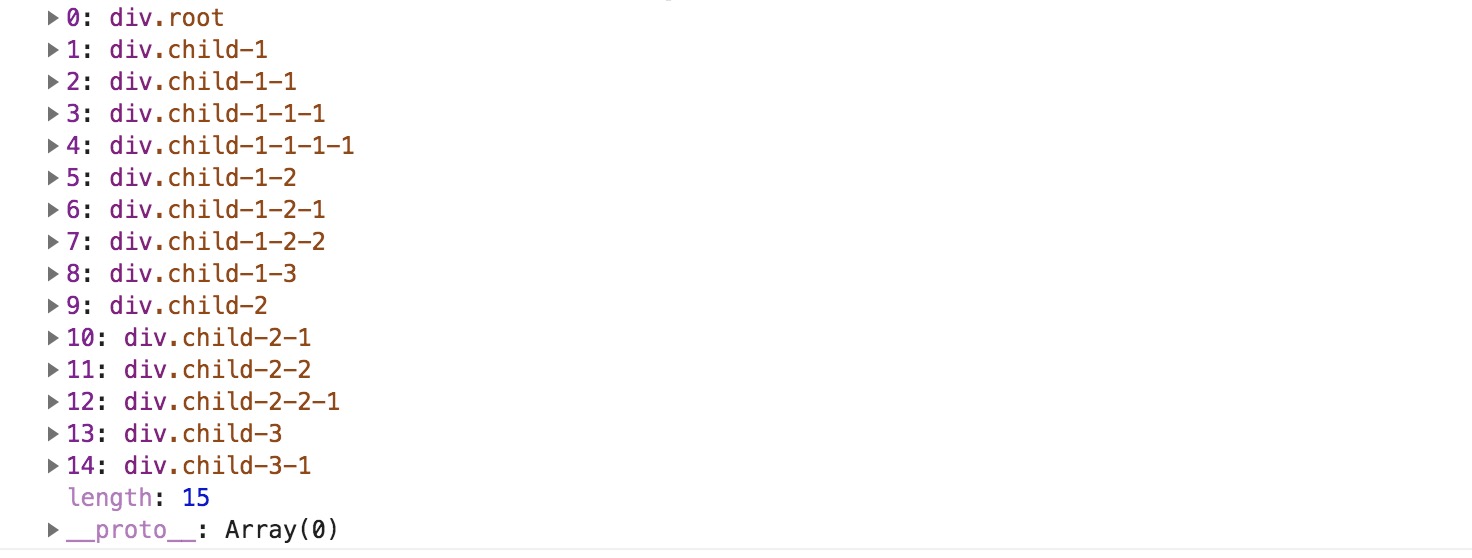 0: div.root
1: div.child-1
2: div.child-1-1
3: div.child-1-1-1
4: div.child-1-1-1-1
5: div.child-1-2
6: div.child-1-2-1
7: div.child-1-2-2
8: div.child-1-3
9: div.child-2
10: div.child-2-1
11: div.child-2-2
12: div.child-2-2-1
13: div.child-3
14: div.child-3-1
length: 15
__proto__: Array(0)